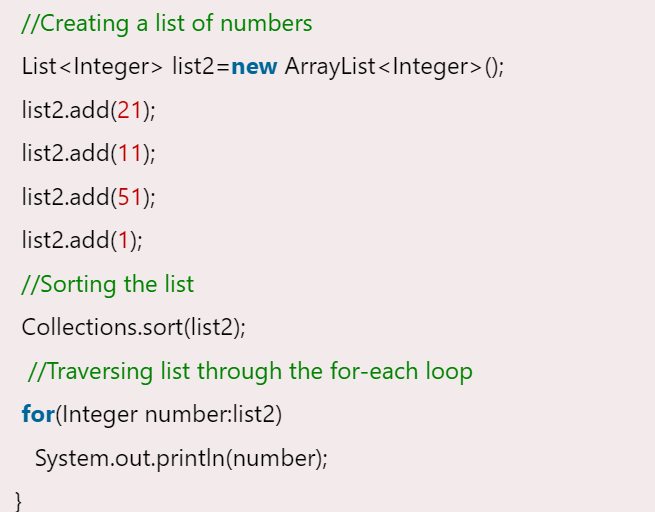 //Creating a list of numbers
List<Integer> list2=new ArrayList<Integer>();
list2.add(21);
list2.add(11);
list2.add(51);
list2.add(1);
//Sorting the list
Collections.sort(list2);
//Traversing list through the for-each loop
for(Integer number:list2)
System.out.println(number);
}